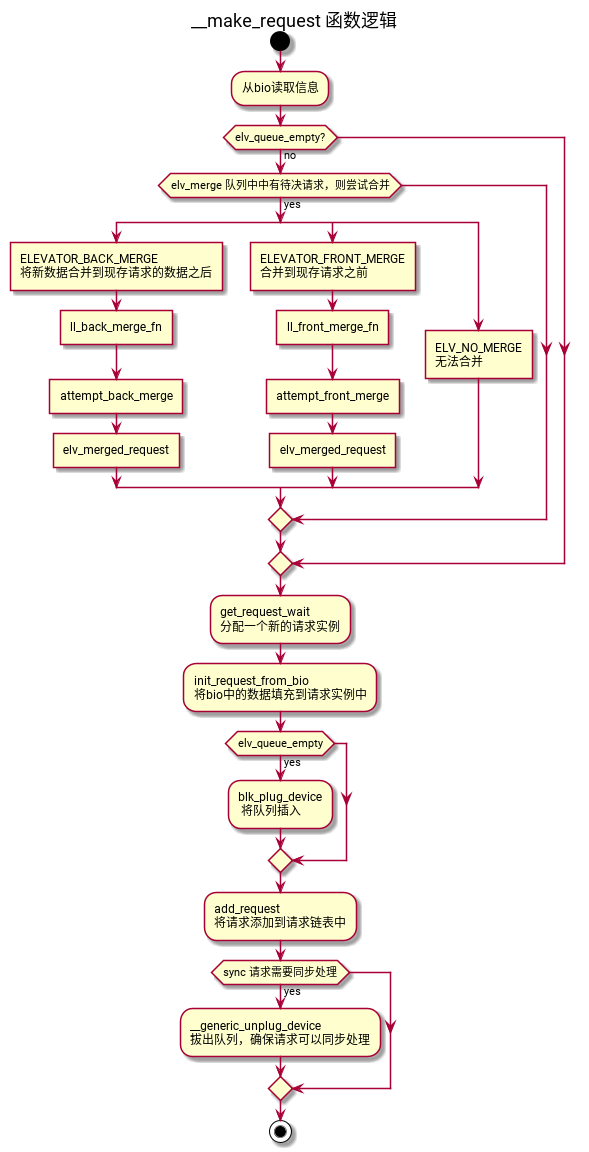 __make_request 函数逻辑
从bio读取信息
elv_queue_empty?
no
elv_merge 队列中中有待决请求，则尝试合并
yes
ELEVATOR_BACK_MERGE
将新数据合并到现存请求的数据之后
ELEVATOR_FRONT_MERGE
合并到现存请求之前
ll_back_merge_fn
ll_front_merge_fn
ELV_NO_MERGE
无法合并
attempt_back_merge
attempt_front_merge
elv_merged_request
elv_merged_request
get_request_wait
分配一个新的请求实例
init_request_from_bio
将bio中的数据填充到请求实例中
elv_queue_empty
yes
blk_plug_device
将队列插入
add_request
将请求添加到请求链表中
sync 请求需要同步处理
yes
__generic_unplug_device
拔出队列，确保请求可以同步处理